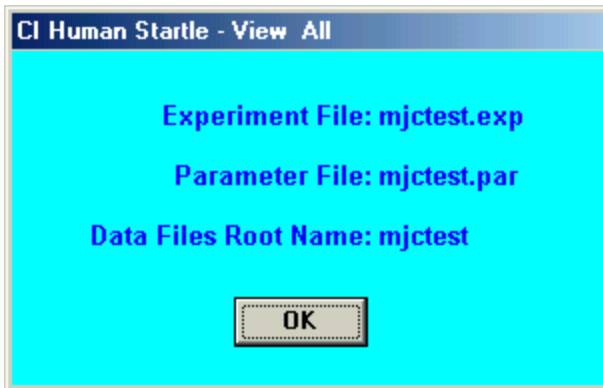 CI Human Startle - View All
Experiment File: mjctest.exp
Parameter File: mjctest.par
Data Files Root Name: mjctest
OK